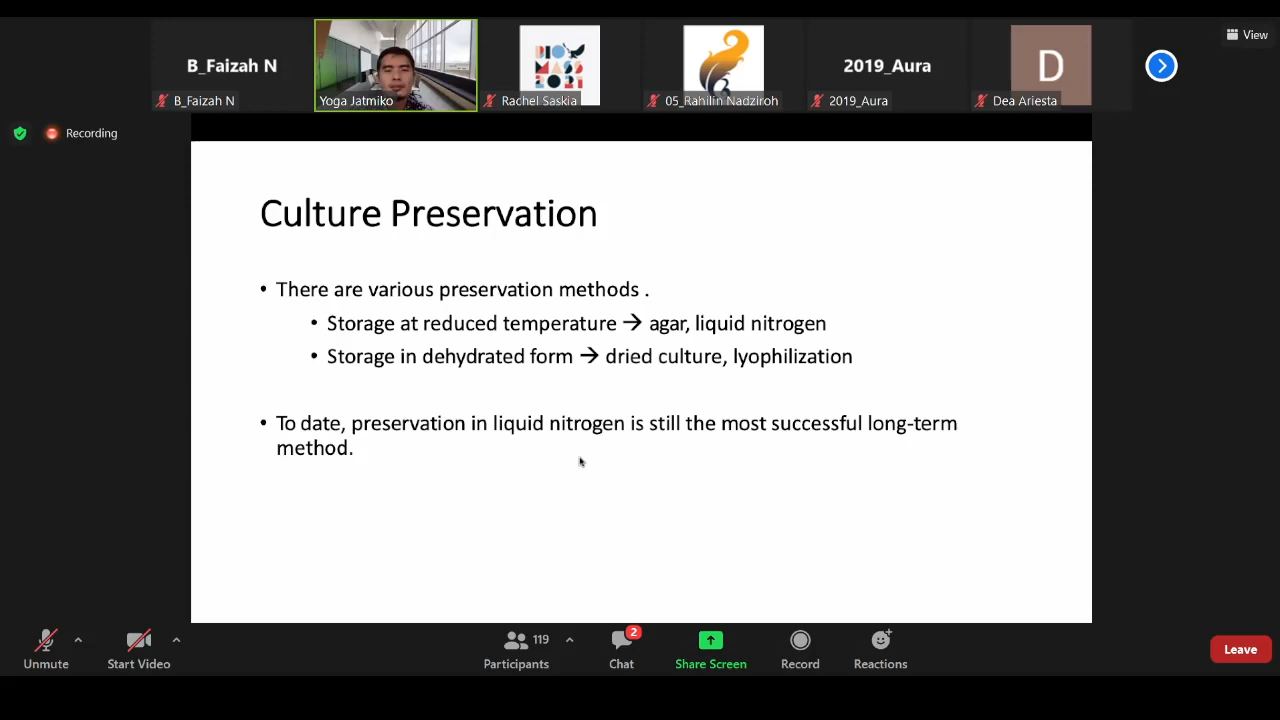 View
B_Faizah N
2019_Aura
D
BIO
MASS
2021
B_Faizah N
Yoga Jatmiko
Rachel Saskia
05_Rahilin Nadziroh
2019_Aura
Dea Ariesta
Recording
Culture Preservation
• There are various preservation methods .
• Storage at reduced temperature → agar, liquid nitrogen
• Storage in dehydrated form → dried culture, lyophilization
• To date, preservation in liquid nitrogen is still the most successful long-term
method.
119
2
Unmute
Start Video
Participants
Chat
Share Screen
Record
Reactions
Leave